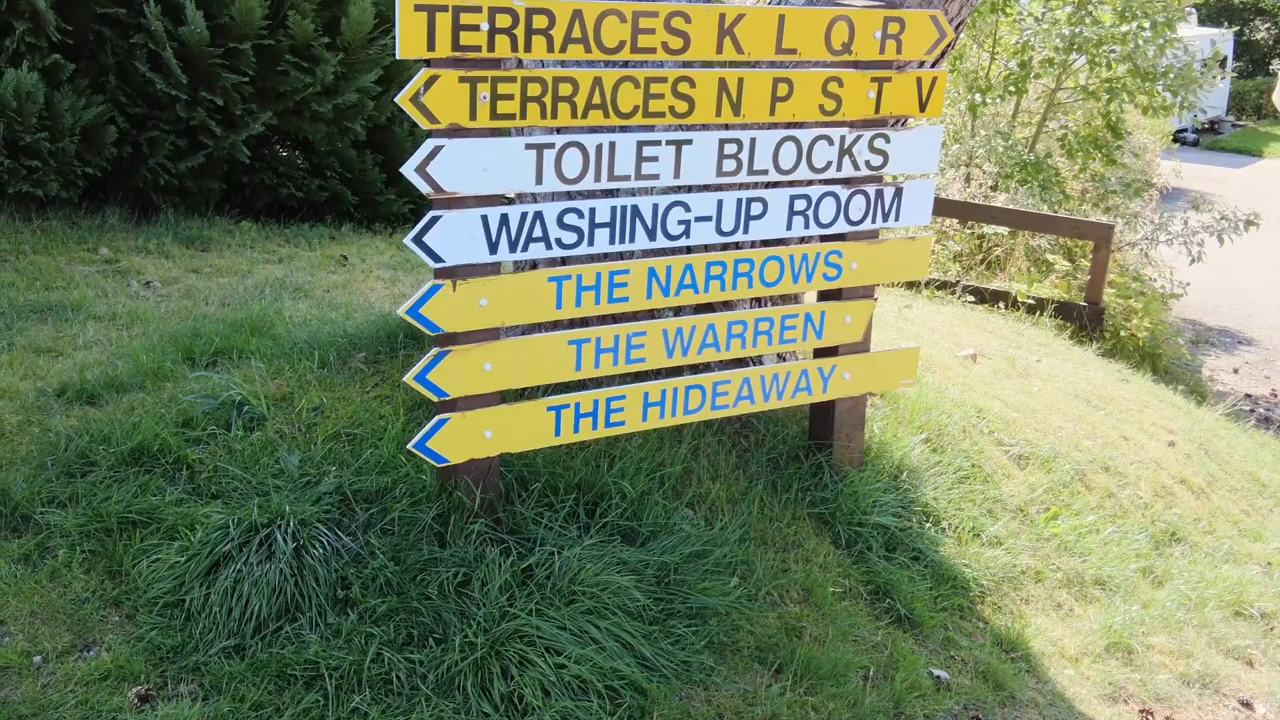 TERRACES K, L, Q, R
TERRACES N, P, S, T, V
TOILET BLOCKS
WASHING-UP ROOM
THE NARROWS
THE WARREN
THE HIDEAWAY